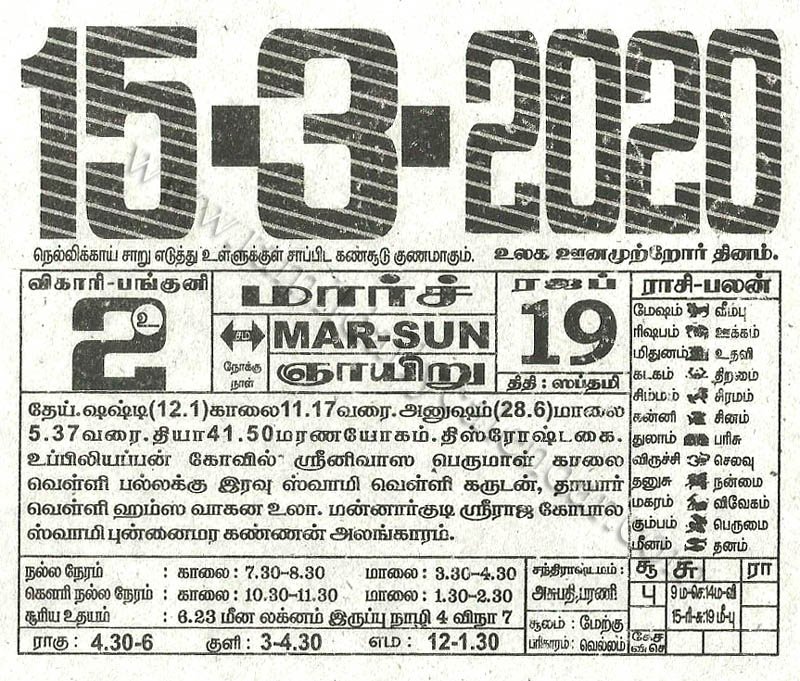 15-3-2020
நெல்லிக்காய் சாறு எடுத்து உள்ளுக்குள் சாப்பிட கண்சூடு குணமாகும். உலக ஊனமுற்றோர் தினம்.
விகாரி-பங்குனி
2
உ
மார்ச்
சம
நோக்கு
நாள்
MAR-SUN
ஞாயிறு
ரஜப்
19
திதி : ஸப்தமி
தேய். ஷஷ்டி(12.1)காலை11.17வரை.அனுஷம்(28.6)மாலை
5.37வரை.தியா41.50மரணயோகம்.திஸ்ரோஷ்டகை.
உப்பிலியப்பன் கோவில் ஸ்ரீனிவாஸ பெருமாள் காலை
வெள்ளி பல்லக்கு இரவு ஸ்வாமி வெள்ளி கருடன், தாயார்
வெள்ளி ஹம்ஸ வாகன உலா. மன்னார்குடி ஸ்ரீராஜ கோபால
ஸ்வாமி புன்னைமர கண்ணன் அலங்காரம்.
ராசி-பலன்
மேஷம் வீம்பு
ரிஷபம் ஊக்கம்
மிதுனம் உதவி
கடகம் திறமை
சிம்மம் சிரமம்
கன்னி சினம்
துலாம் பரிசு
விருச்சி செலவு
தனுசு நன்மை
மகரம் விவேகம்
கும்பம் பெருமை
மீனம் தனம்
நல்ல நேரம் : காலை : 7.30-8.30 மாலை : 3.30-4.30
கௌரி நல்ல நேரம் : காலை : 10.30-11.30 மாலை : 1.30-2.30
சூரிய உதயம் : 6.23 மீன லக்னம் இருப்பு நாழி 4 விநா 7
ராகு : 4.30-6 குளி : 3-4.30 எம : 12-1.30
சந்திராஷ்டமம் :
அசுபதி,பரணி
சூலம் : மேற்கு
பரிகாரம் : வெல்லம்
சூ சு ரா
பு 9 ம-செ:14ம-வி
15-ரி-சு:19 மீ-பு